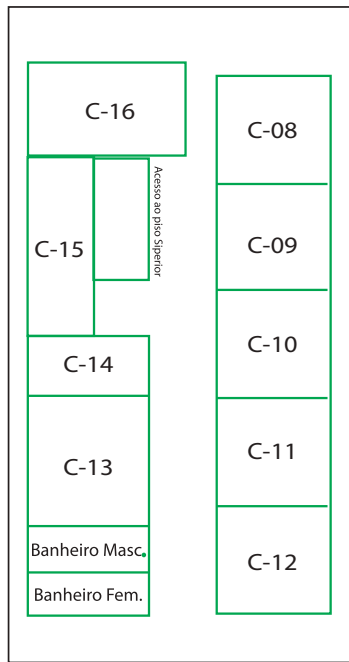 C-16
Acesso ao piso Siperior
C-15
C-14
C-13
Banheiro Masc.
Banheiro Fem.
C-08
C-09
C-10
C-11
C-12